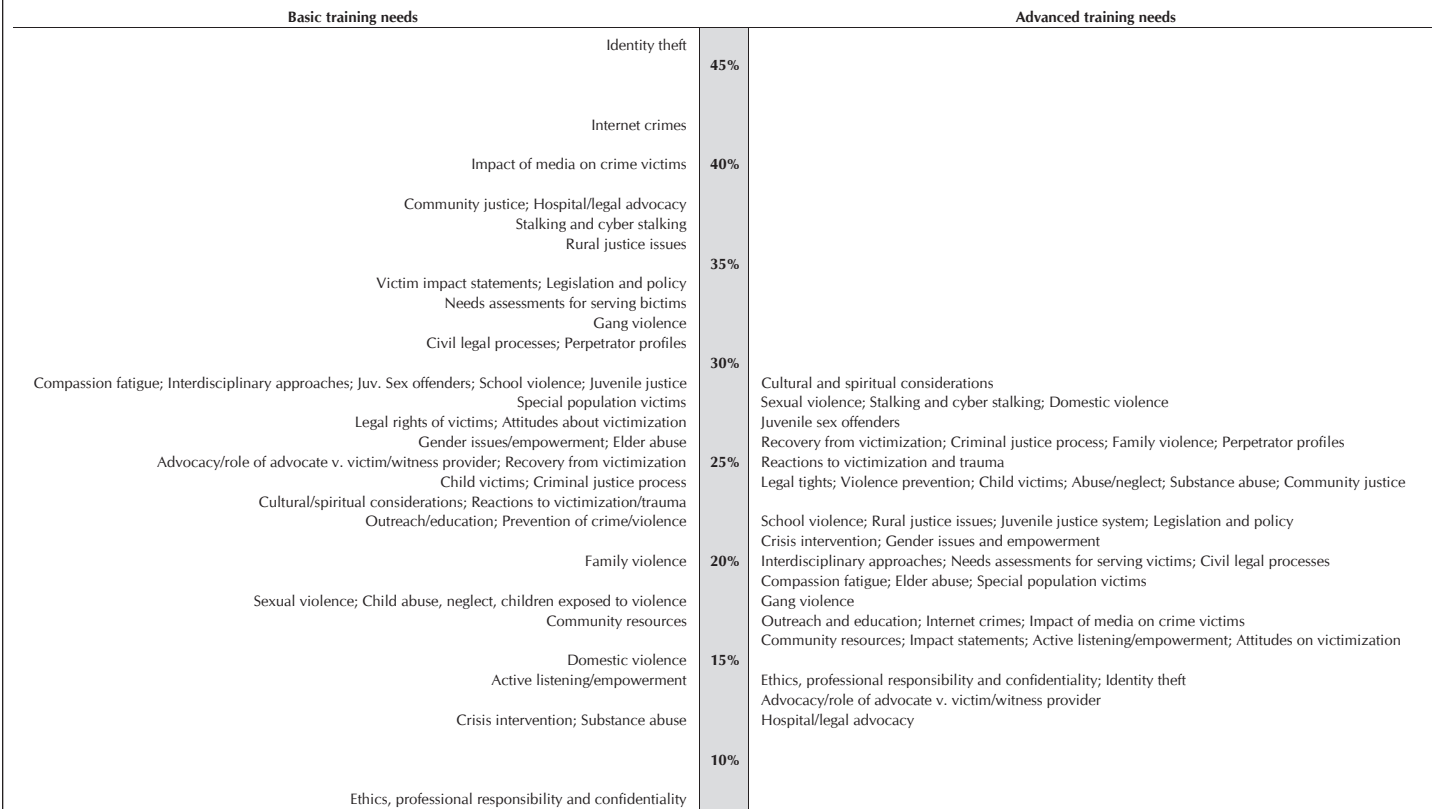 Basic training needs Advanced training needs
Identity theft
45%
Internet crimes
Impact of media on crime victims 40%
Community justice; Hospital/legal advocacy
Stalking and cyber stalking
Rural justice issues
35%
Victim impact statements; Legislation and policy
Needs assessments for serving bictims
Gang violence
Civil legal processes; Perpetrator profiles
30%
Compassion fatigue; Interdisciplinary approaches; Juv. Sex offenders; School violence; Juvenile justice Cultural and spiritual considerations
Special population victims Sexual violence; Stalking and cyber stalking; Domestic violence
Legal rights of victims; Attitudes about victimization Juvenile sex offenders
Gender issues/empowerment; Elder abuse Recovery from victimization; Criminal justice process; Family violence; Perpetrator profiles
Advocacy/role of advocate v. victim/witness provider; Recovery from victimization 25% Reactions to victimization and trauma
Child victims; Criminal justice process Legal tights; Violence prevention; Child victims; Abuse/neglect; Substance abuse; Community justice
Cultural/spiritual considerations; Reactions to victimization/trauma
Outreach/education; Prevention of crime/violence School violence; Rural justice issues; Juvenile justice system; Legislation and policy
Crisis intervention; Gender issues and empowerment
Family violence 20% Interdisciplinary approaches; Needs assessments for serving victims; Civil legal processes
Compassion fatigue; Elder abuse; Special population victims
Sexual violence; Child abuse, neglect, children exposed to violence Gang violence
Community resources Outreach and education; Internet crimes; Impact of media on crime victims
Community resources; Impact statements; Active listening/empowerment; Attitudes on victimization
Domestic violence 15%
Active listening/empowerment Ethics, professional responsibility and confidentiality; Identity theft
Advocacy/role of advocate v. victim/witness provider
Crisis intervention; Substance abuse Hospital/legal advocacy
10%
Ethics, professional responsibility and confidentiality